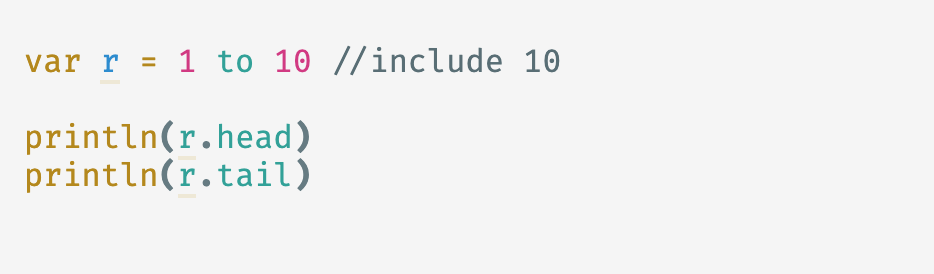 var r = 1 to 10 //include 10
println(r.head)
println(r.tail)